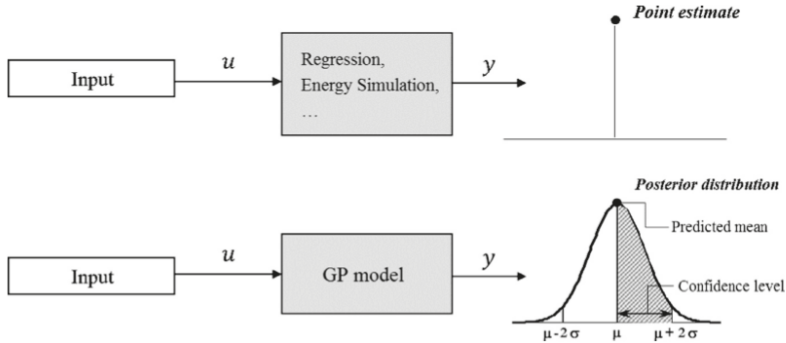 Point estimate
Input
u
Regression,
Energy Simulation,
...
y
Posterior distribution
Input
u
GP model
y
Predicted mean
Confidence level
μ-2σ
μ
μ+2σ